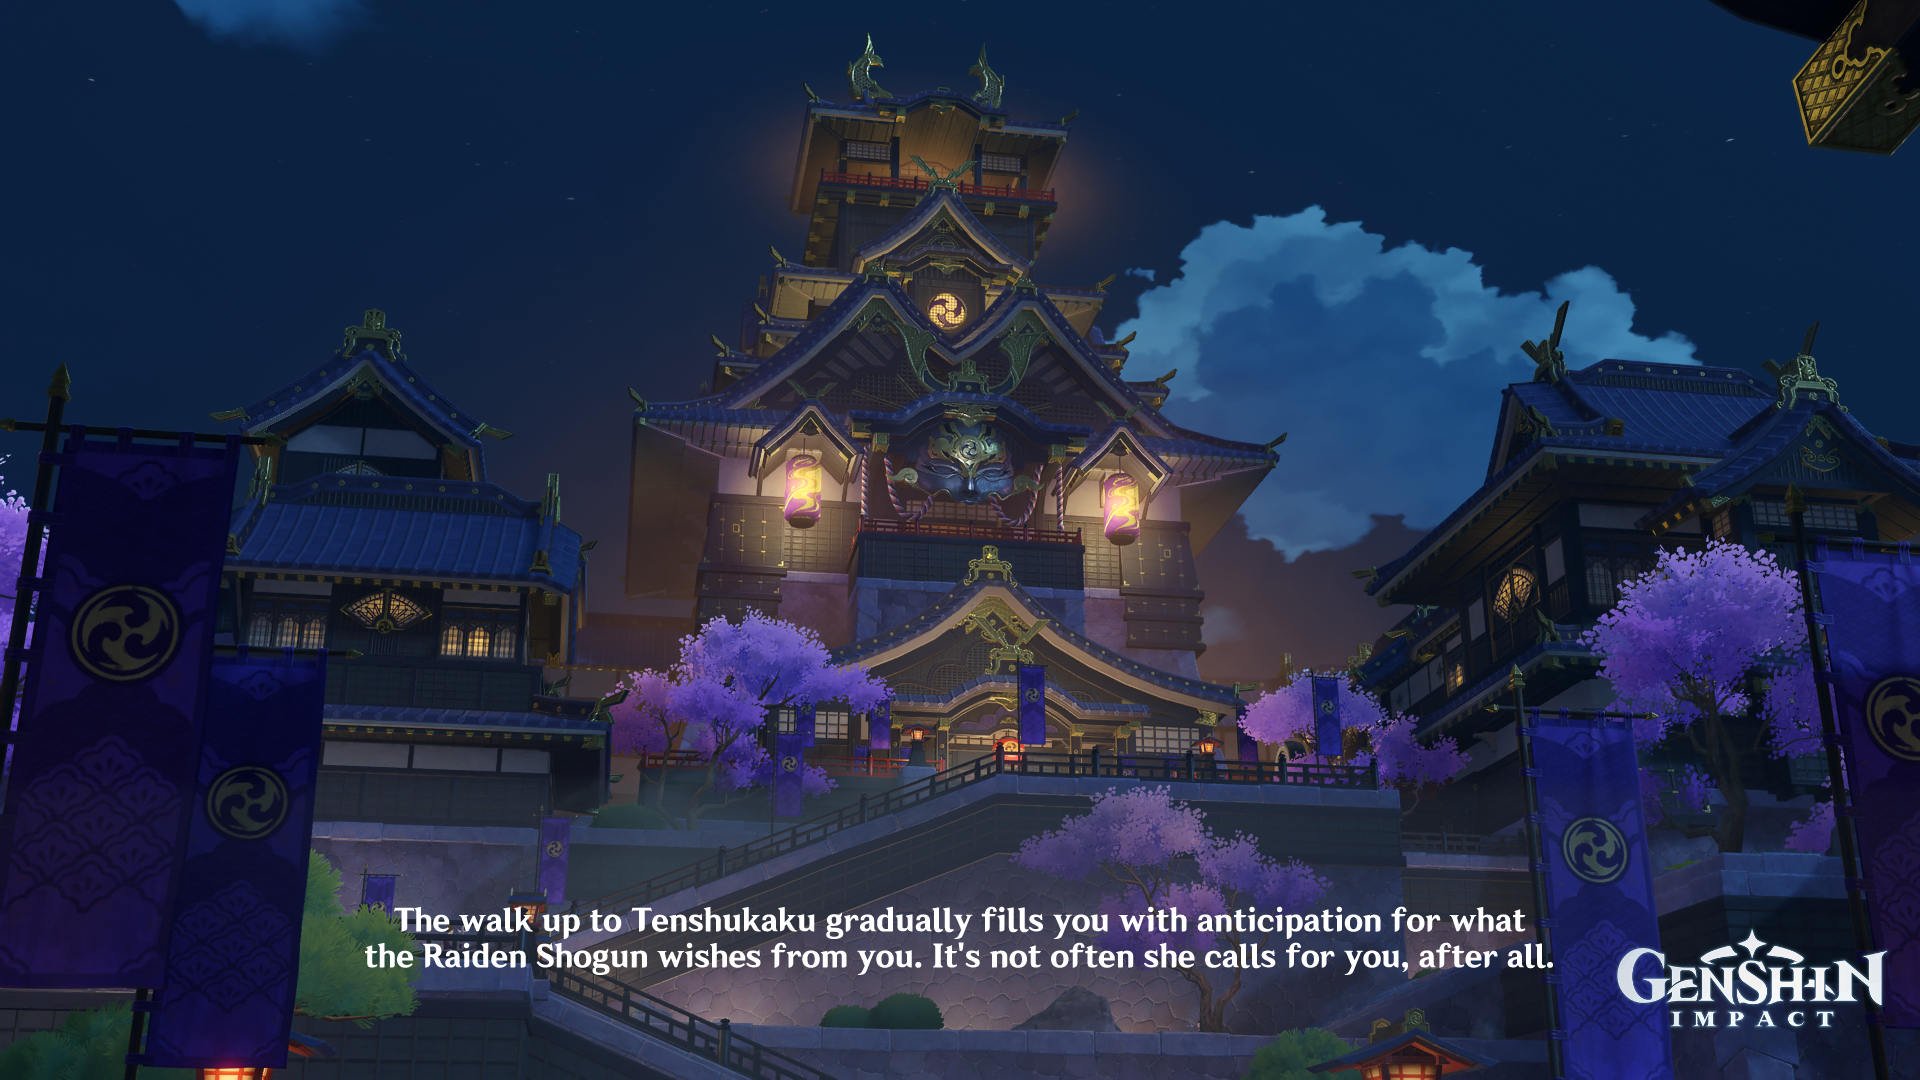 The walk up to Tenshukaku gradually fills you with anticipation for what
the Raiden Shogun wishes from you. It's not often she calls for you, after all.
GENSHIN
IMPACT